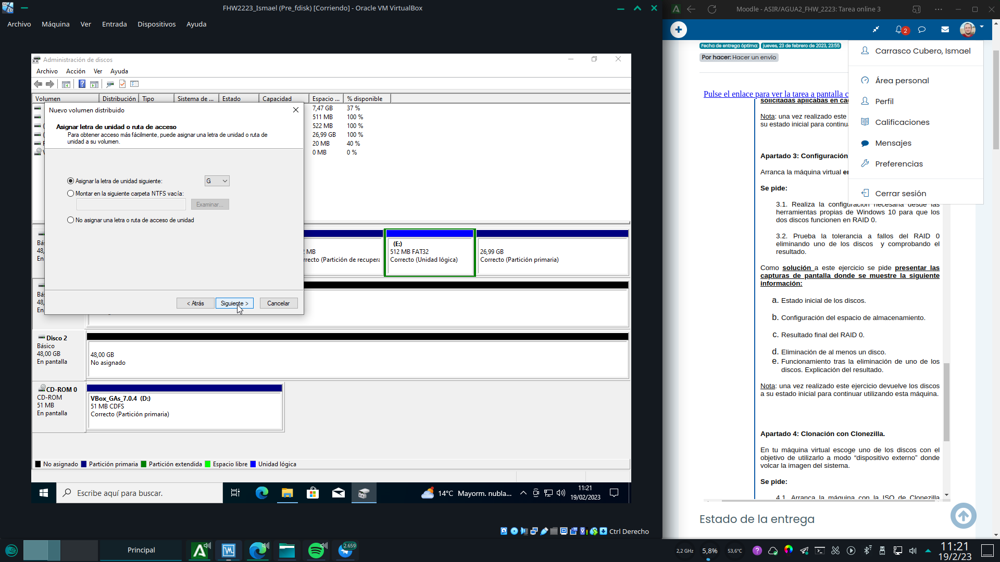 FHW2223_Ismael (Pre_fdisk) [Corriendo] - Oracle VM VirtualBox
Archivo Máquina Ver Entrada Dispositivos Ayuda
Administración de discos
Archivo Acción Ver Ayuda
Volumen Distribución Tipo Sistema de ... Estado Capacidad Espacio ... % disponible
7,47 GB 37 %
511 MB 100 %
522 MB 100 %
26,99 GB 100 %
20 MB 40 %
0 MB 0 %
Nuevo volumen distribuido
Asignar letra de unidad o ruta de acceso
Para obtener acceso más fácilmente, puede asignar una letra de unidad o ruta de
unidad a su volumen.
Asignar la letra de unidad siguiente: G
Montar en la siguiente carpeta NTFS vacía:
Examinar...
No asignar una letra o ruta de acceso de unidad
< Atrás Siguiente > Cancelar
Bá
48,
En
MB
(Partición de recupera
(E:)
512 MB FAT32
Correcto (Unidad lógica)
26,99 GB
Correcto (Partición primaria)
Bá
48,
En
Disco 2
Básico
48,00 GB
En pantalla
48,00 GB
No asignado
CD-ROM 0
CD-ROM
51 MB
En pantalla
VBox_GAs_7.0.4 (D:)
51 MB CDFS
Correcto (Partición primaria)
No asignado Partición primaria Partición extendida Espacio libre Unidad lógica
Escribe aquí para buscar.
14°C Mayorm. nubla...
11:21
19/02/2023
Ctrl Derecho
Moodle - ASIR/AGUA2_FHW_2223: Tarea online 3
2
Fecha de entrega óptima: jueves, 23 de febrero de 2023, 23:55
Por hacer: Hacer un envío
Carrasco Cubero, Ismael
Área personal
Perfil
Calificaciones
Mensajes
Preferencias
Cerrar sesión
Pulse el enlace para ver la tarea a pantalla c
solicitadas aplicadas en ca
Nota: una vez realizado este
su estado inicial para continu
Apartado 3: Configuración
Arranca la máquina virtual e
Se pide:
3.1. Realiza la configuración necesaria desde las
herramientas propias de Windows 10 para que los
dos discos funcionen en RAID 0.
3.2. Prueba la tolerancia a fallos del RAID 0
eliminando uno de los discos y comprobando el
resultado.
Como solución a este ejercicio se pide presentar las
capturas de pantalla donde se muestre la siguiente
información:
a. Estado inicial de los discos.
b. Configuración del espacio de almacenamiento.
c. Resultado final del RAID 0.
d. Eliminación de al menos un disco.
e. Funcionamiento tras la eliminación de uno de los
discos. Explicación del resultado.
Nota: una vez realizado este ejercicio devuelve los discos
a su estado inicial para continuar utilizando esta máquina.
Apartado 4: Clonación con Clonezilla.
En tu máquina virtual escoge uno de los discos con el
objetivo de utilizarlo a modo “dispositivo externo” donde
volcar la imagen del sistema.
Se pide:
4.1. Arranca la máquina con la ISO de Clonezilla
Estado de la entrega
Principal
2.659
2,2 GHz 5,8% 53,6°C
11:21
19/2/23